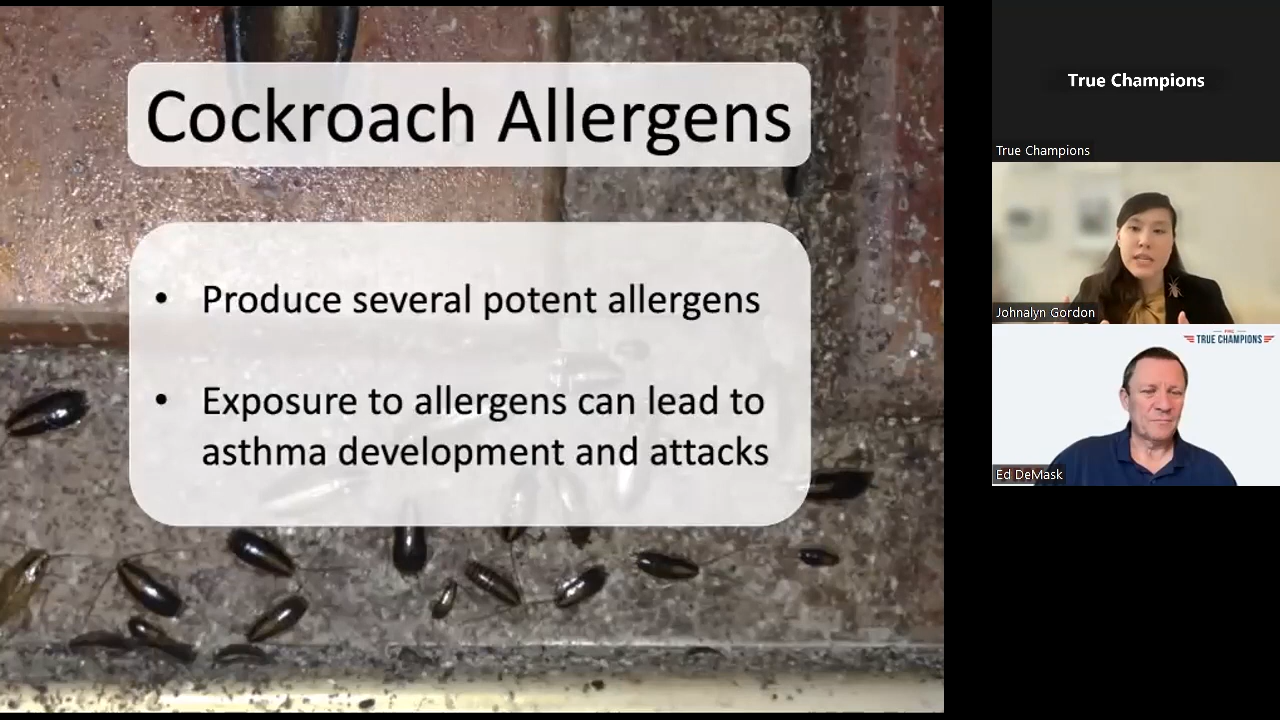 Cockroach Allergens
• Produce several potent allergens
• Exposure to allergens can lead to
asthma development and attacks
True Champions
True Champions
Johnalyn Gordon
TRUE CHAMPIONS
Ed DeMask